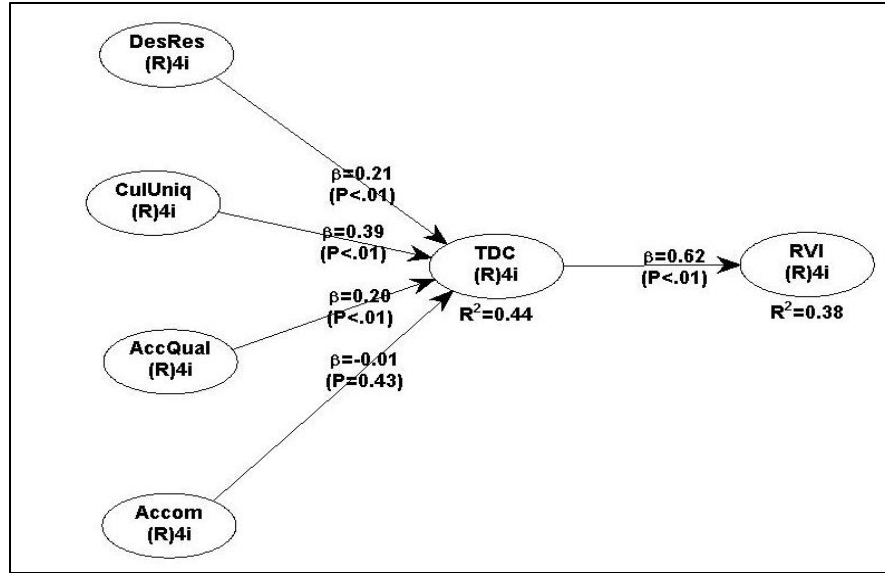 DesRes
(R)4i
β=0.21
(P<.01)
CulUniq
(R)4i
β=0.39
(P<.01)
TDC
(R)4i
R²=0.44
β=0.62
(P<.01)
RVI
(R)4i
R²=0.38
β=0.20
(P<.01)
AccQual
(R)4i
β=-0.01
(P=0.43)
Accom
(R)4i